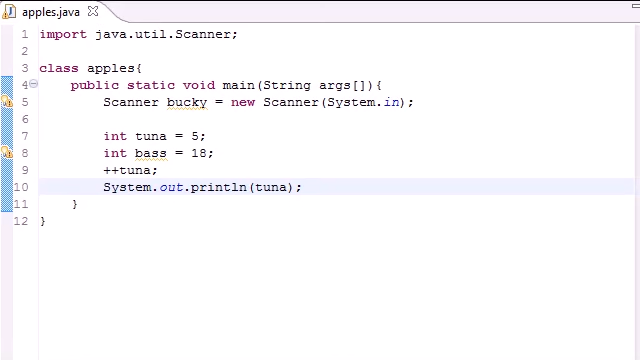 apples.java
1 import java.util.Scanner;
2
3 class apples{
4 public static void main(String args[]){
5 Scanner bucky = new Scanner(System.in);
6
7 int tuna = 5;
8 int bass = 18;
9 ++tuna;
10 System.out.println(tuna);
11 }
12 }